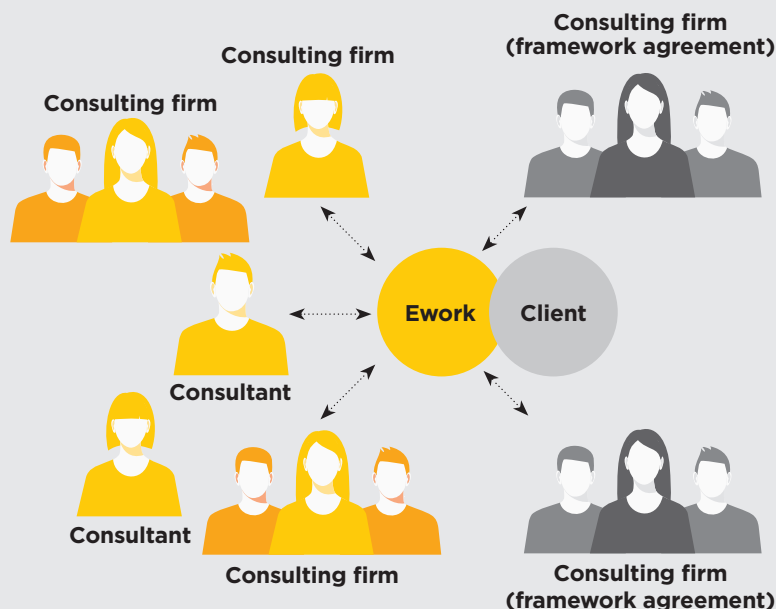 Consulting firm
(framework agreement)
Consulting firm
Consulting firm
Ework
Client
Consultant
Consultant
Consulting firm
Consulting firm
(framework agreement)